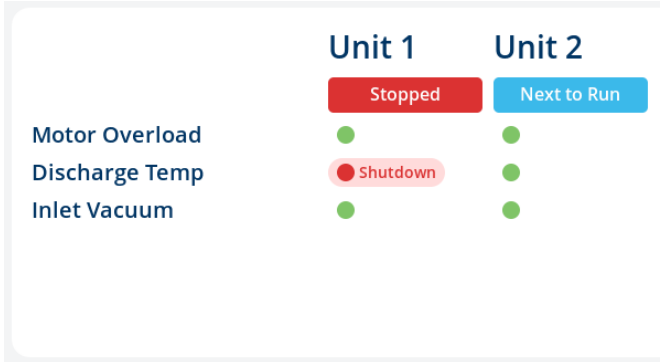 Unit 1 Unit 2
Stopped Next to Run
Motor Overload
Discharge Temp Shutdown
Inlet Vacuum